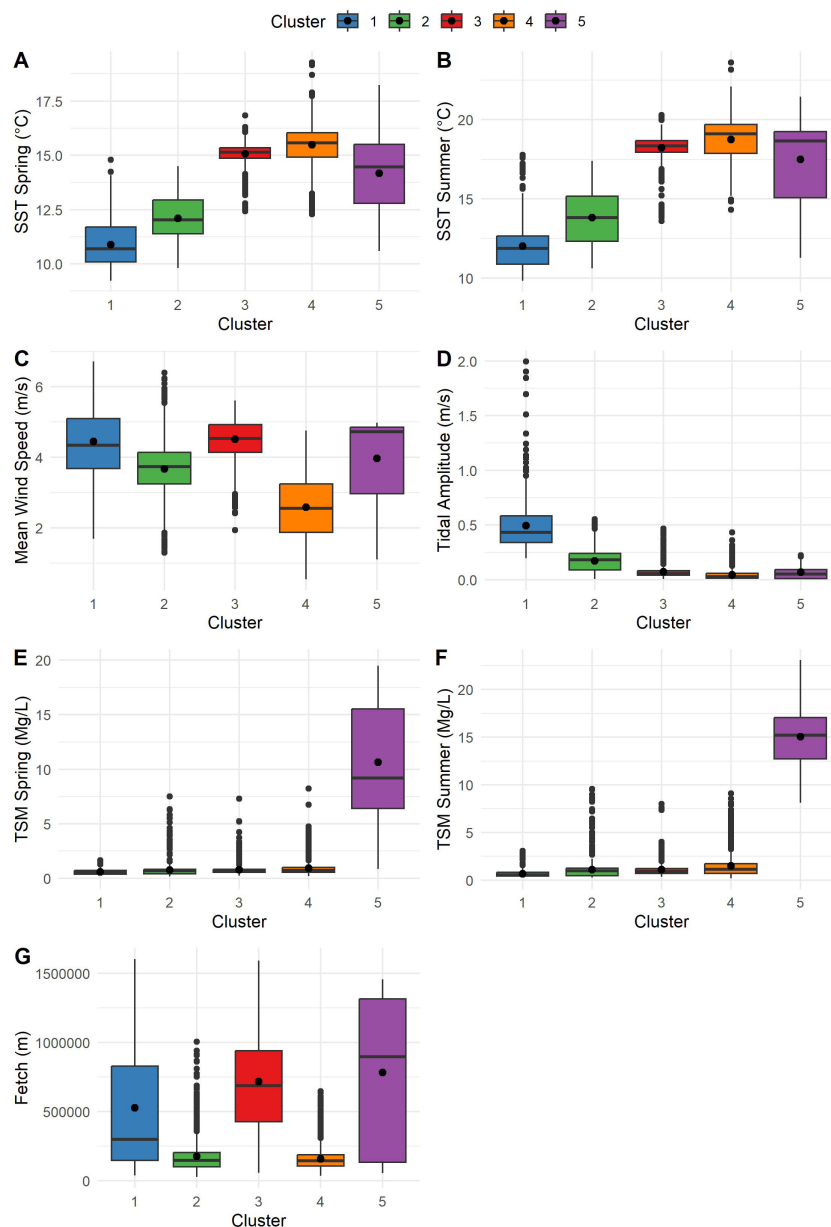 Cluster 1 2 3 4 5
A
SST Spring (°C)
17.5
15.0
12.5
10.0
1 2 3 4 5
Cluster
B
SST Summer (°C)
20
15
10
1 2 3 4 5
Cluster
C
Mean Wind Speed (m/s)
6
4
2
1 2 3 4 5
Cluster
D
Tidal Amplitude (m/s)
2.0
1.5
1.0
0.5
0.0
1 2 3 4 5
Cluster
E
TSM Spring (Mg/L)
20
15
10
5
0
1 2 3 4 5
Cluster
F
TSM Summer (Mg/L)
20
15
10
5
0
1 2 3 4 5
Cluster
G
Fetch (m)
1500000
1000000
500000
0
1 2 3 4 5
Cluster